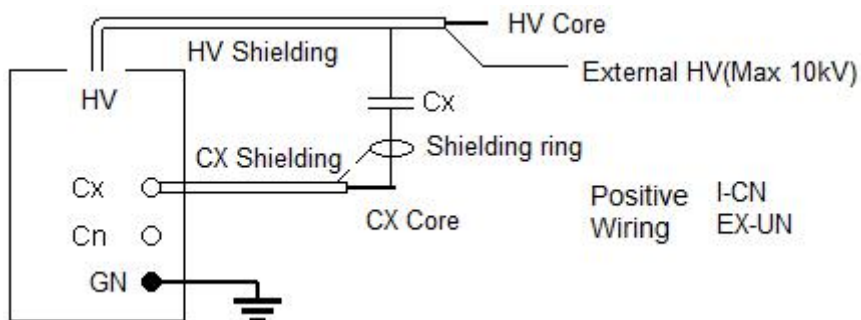 HV Core
HV Shielding
External HV(Max 10kV)
HV
Cx
CX Shielding
Shielding ring
Cx
Positive I-CN
Wiring EX-UN
CX Core
Cn
GN